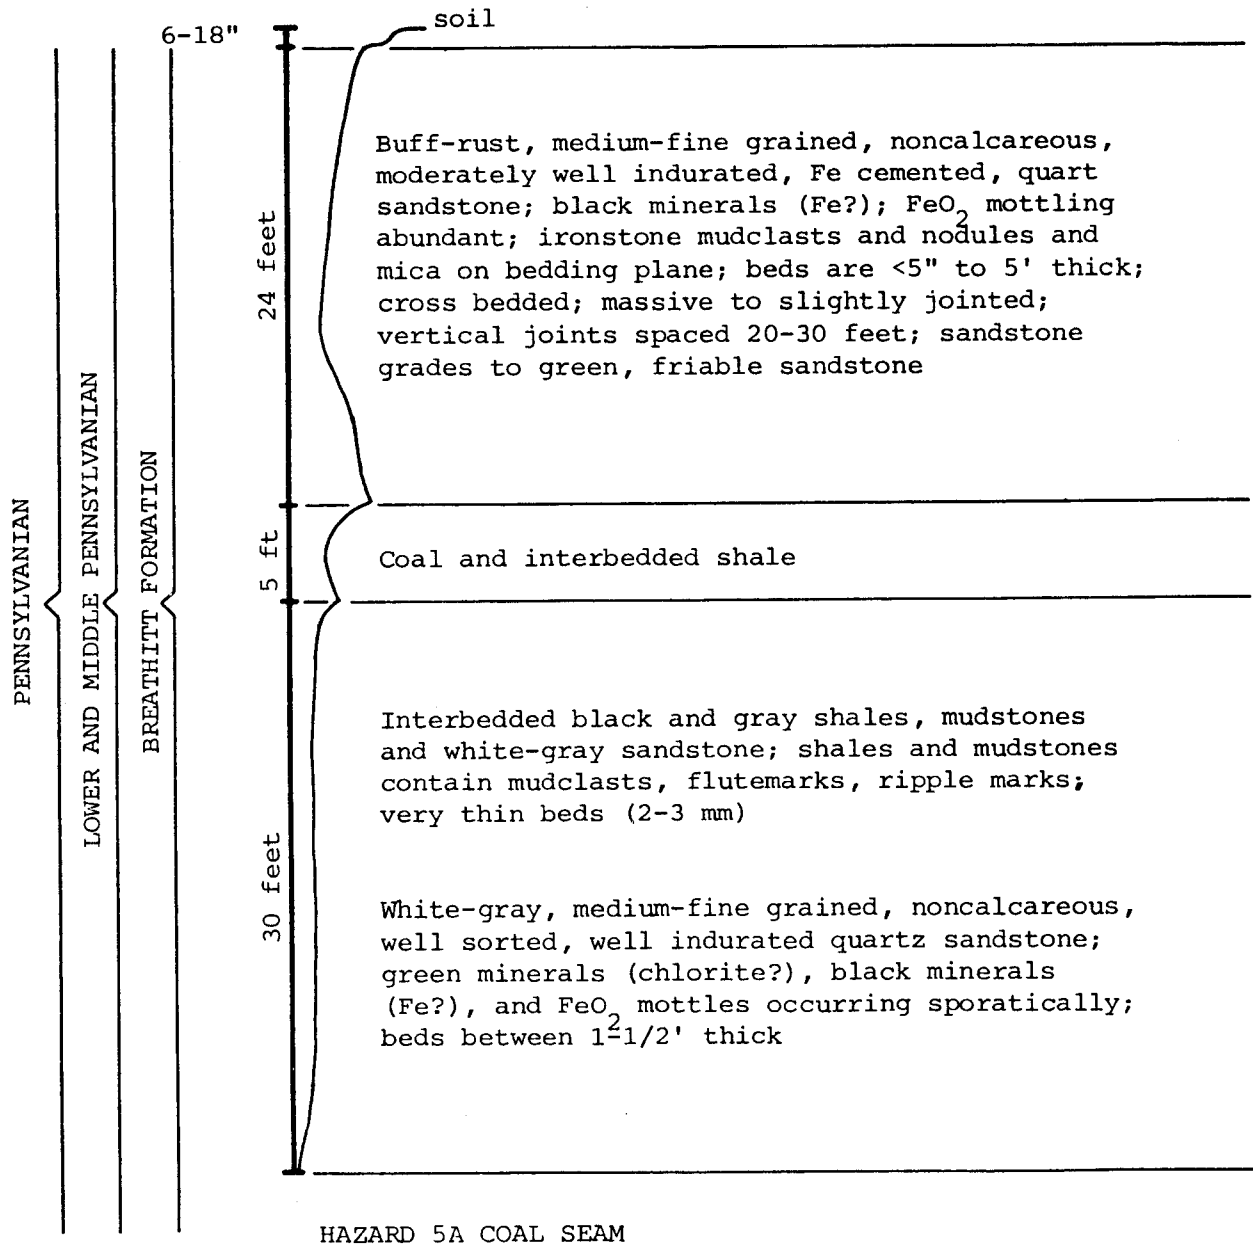 soil
6-18"
Buff-rust, medium-fine grained, noncalcareous,
moderately well indurated, Fe cemented, quart
sandstone; black minerals (Fe?); FeO2 mottling
abundant; ironstone mudclasts and nodules and
mica on bedding plane; beds are <5" to 5' thick;
cross bedded; massive to slightly jointed;
vertical joints spaced 20-30 feet; sandstone
grades to green, friable sandstone
24 feet
PENNSYLVANIAN
LOWER AND MIDDLE PENNSYLVANIAN
BREATHITT FORMATION
5 ft
Coal and interbedded shale
Interbedded black and gray shales, mudstones
and white-gray sandstone; shales and mudstones
contain mudclasts, flutemarks, ripple marks;
very thin beds (2-3 mm)
30 feet
White-gray, medium-fine grained, noncalcareous,
well sorted, well indurated quartz sandstone;
green minerals (chlorite?), black minerals
(Fe?), and FeO2 mottles occurring sporatically;
beds between 1-1/2' thick
HAZARD 5A COAL SEAM